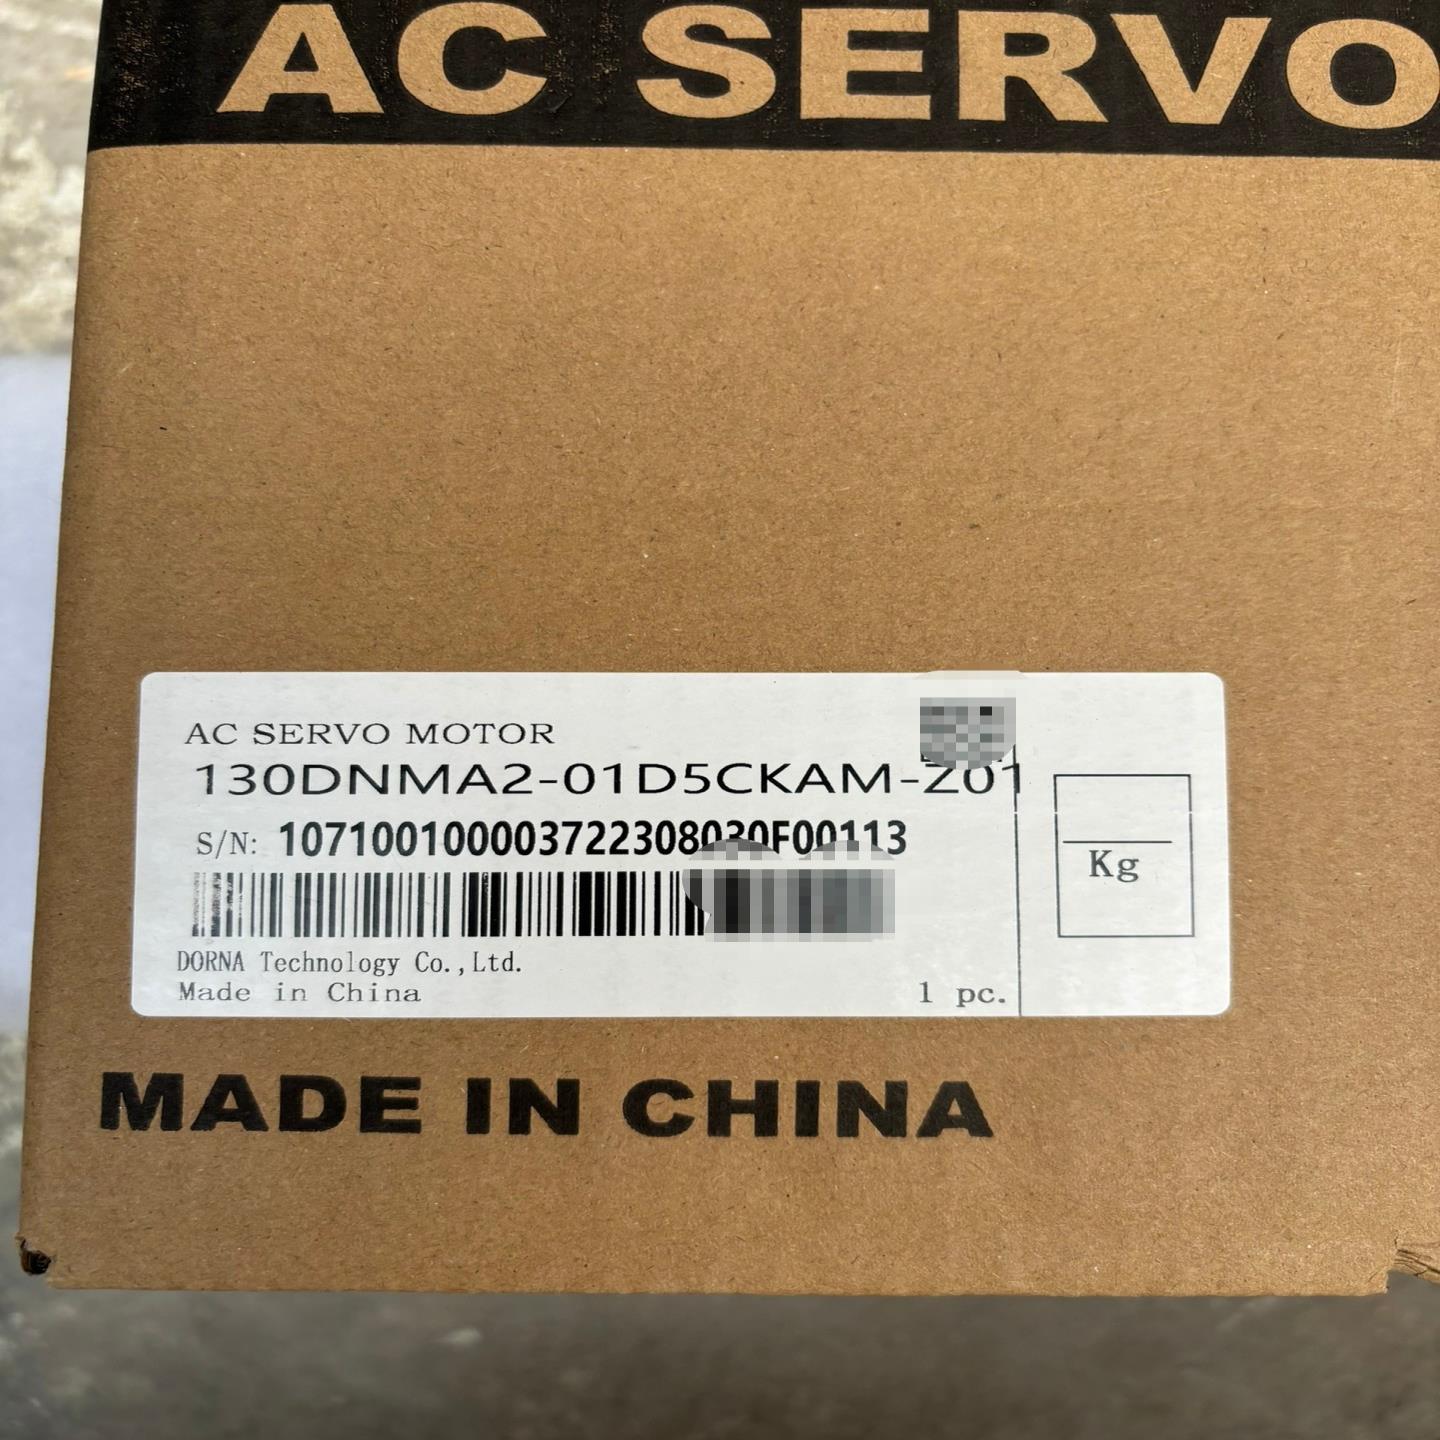 AC SERVO
AC SERVO MOTOR
130DNMA2-01D5CKAM-Z01
S/N: 107100100003722308030F00113
Kg
DORNA Technology Co.,Ltd.
Made in China
1 pc.
MADE IN CHINA